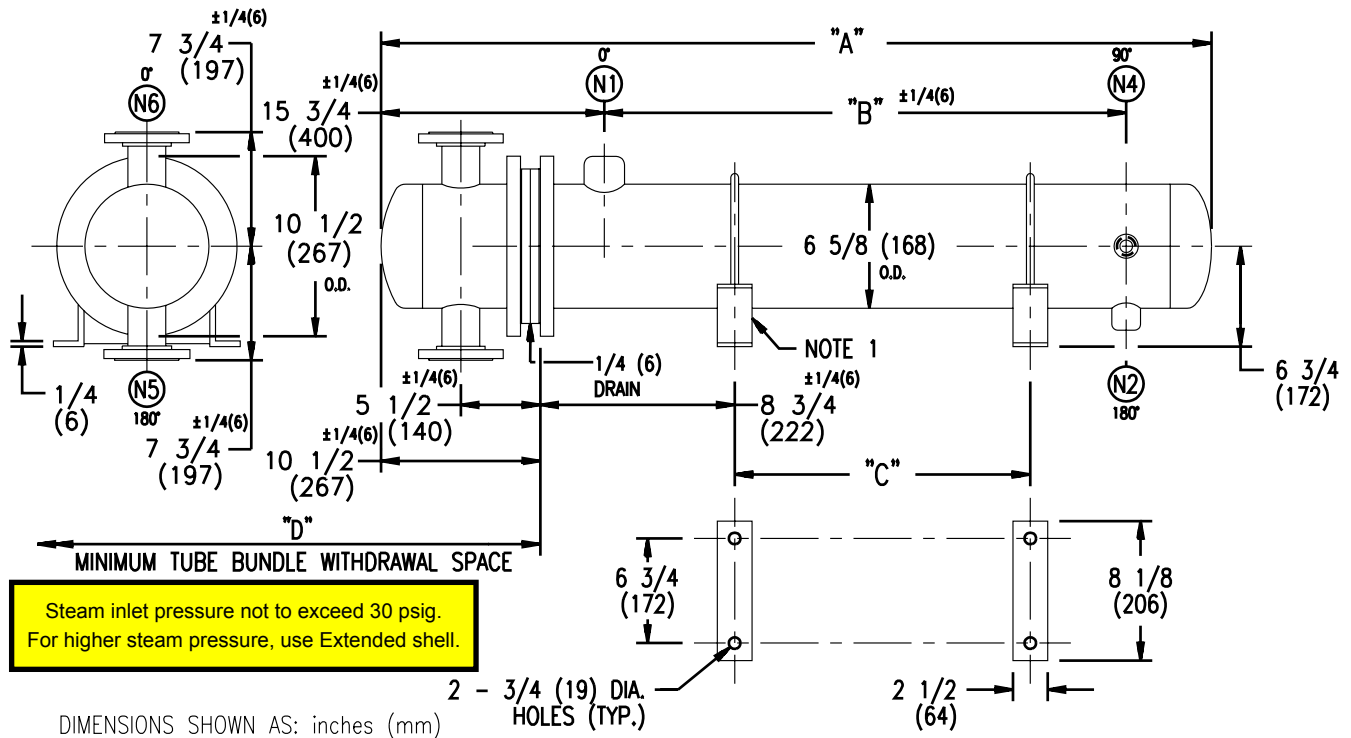 ±1/4(6)
7 3/4
(197)
0°
N6
"A"
±1/4(6)
15 3/4
(400)
0°
N1
"B" ±1/4(6)
90°
N4
10 1/2
(267)
O.D.
6 5/8 (168)
O.D.
1/4
(6)
N5
180°
±1/4(6)
7 3/4
(197)
±1/4(6)
5 1/2
(140)
±1/4(6)
10 1/2
(267)
1/4 (6)
DRAIN
NOTE 1
±1/4(6)
8 3/4
(222)
N2
180°
6 3/4
(172)
"C"
"D"
MINIMUM TUBE BUNDLE WITHDRAWAL SPACE
Steam inlet pressure not to exceed 30 psig.
For higher steam pressure, use Extended shell.
6 3/4
(172)
8 1/8
(206)
2 - 3/4 (19) DIA.
HOLES (TYP.)
2 1/2
(64)
DIMENSIONS SHOWN AS: inches (mm)